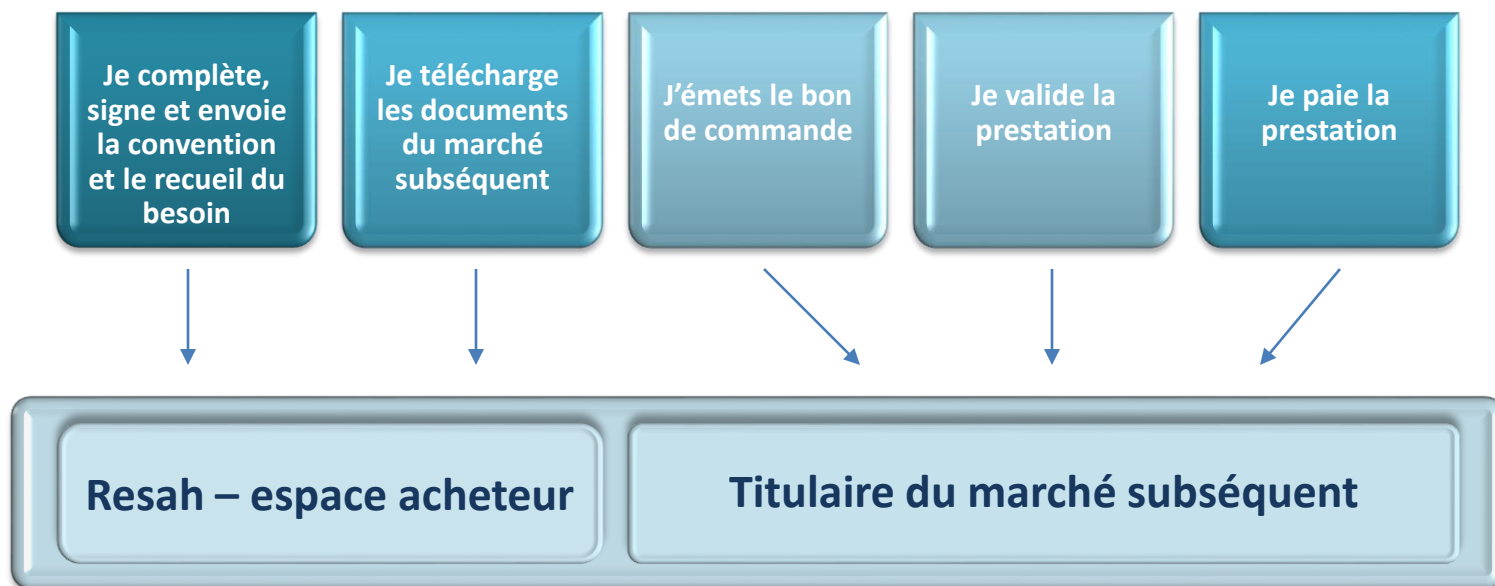 Je complète,
signe et envoie
la convention
et le recueil du
besoin
Je télécharge
les documents
du marché
subséquent
J’émets le bon
de commande
Je valide la
prestation
Je paie la
prestation
Resah – espace acheteur
Titulaire du marché subséquent